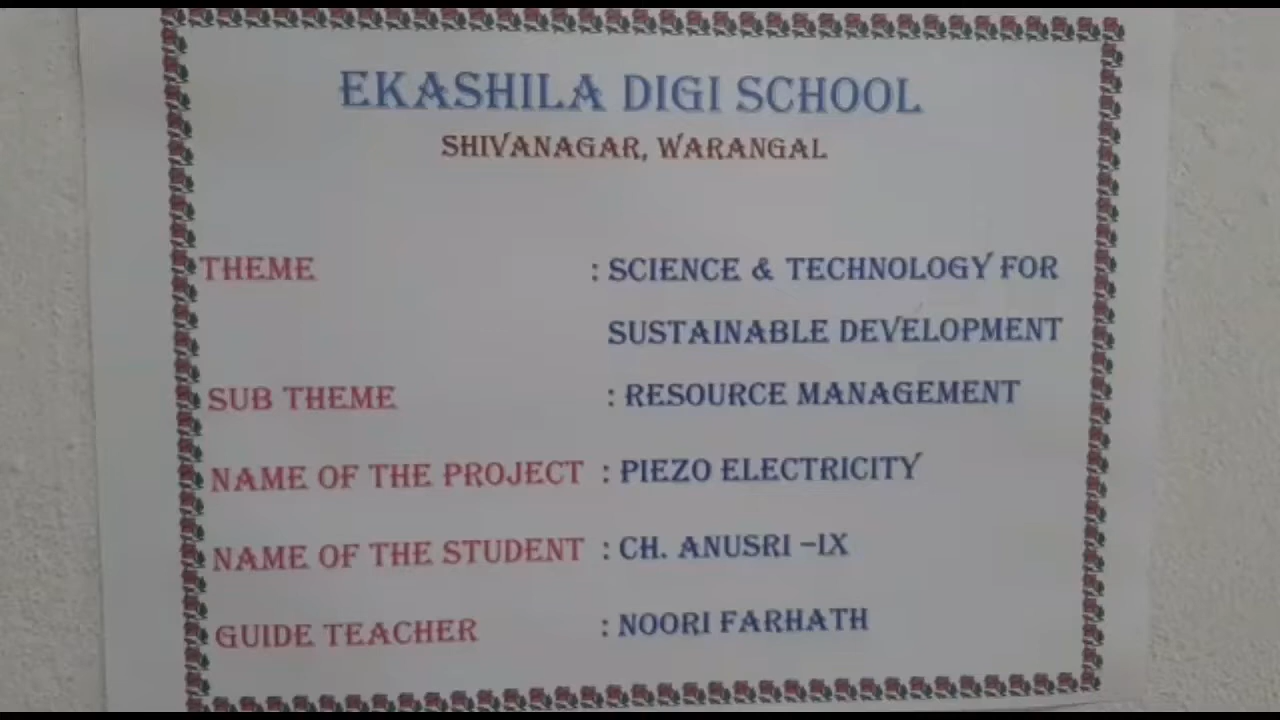 EKASHILA DIGI SCHOOL
SHIVANAGAR, WARANGAL
THEME : SCIENCE & TECHNOLOGY FOR
SUSTAINABLE DEVELOPMENT
SUB THEME : RESOURCE MANAGEMENT
NAME OF THE PROJECT : PIEZO ELECTRICITY
NAME OF THE STUDENT : CH. ANUSRI –IX
GUIDE TEACHER : NOORI FARHATH